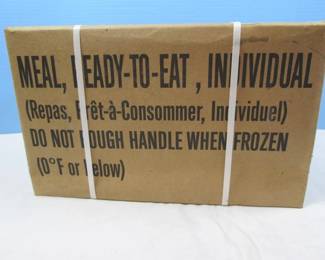 MEAL, READY-TO-EAT , INDIVIDUAL
(Repas, Prêt-à-Consommer, Individuel)
DO NOT ROUGH HANDLE WHEN FROZEN
(0°F or below)